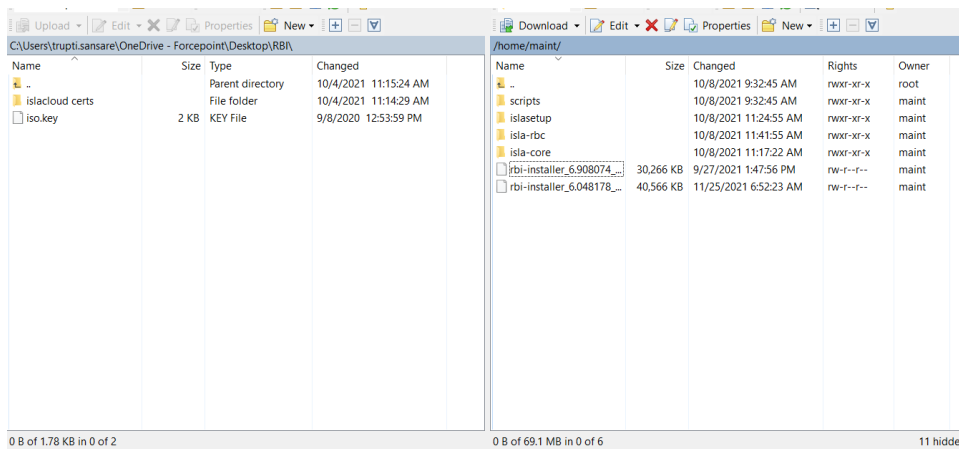 Upload Edit Properties New
Download Edit Properties New
C:\Users\trupti.sansare\OneDrive - Forcepoint\Desktop\RBI\
/home/maint/
Name Size Type Changed
.. Parent directory 10/4/2021 11:15:24 AM
islacloud certs File folder 10/4/2021 11:14:29 AM
iso.key 2 KB KEY File 9/8/2020 12:53:59 PM
Name Size Changed Rights Owner
.. 10/8/2021 9:32:45 AM rwxr-xr-x root
scripts 10/8/2021 9:32:45 AM rwxr-xr-x maint
islasetup 10/8/2021 11:24:55 AM rwxr-xr-x maint
isla-rbc 10/8/2021 11:41:55 AM rwxr-xr-x maint
isla-core 10/8/2021 11:17:22 AM rwxr-xr-x maint
rbi-installer_6.908074_... 30,266 KB 9/27/2021 1:47:56 PM rw-r--r-- maint
rbi-installer_6.048178_... 40,566 KB 11/25/2021 6:52:23 AM rw-r--r-- maint
0 B of 1.78 KB in 0 of 2
0 B of 69.1 MB in 0 of 6
11 hidde